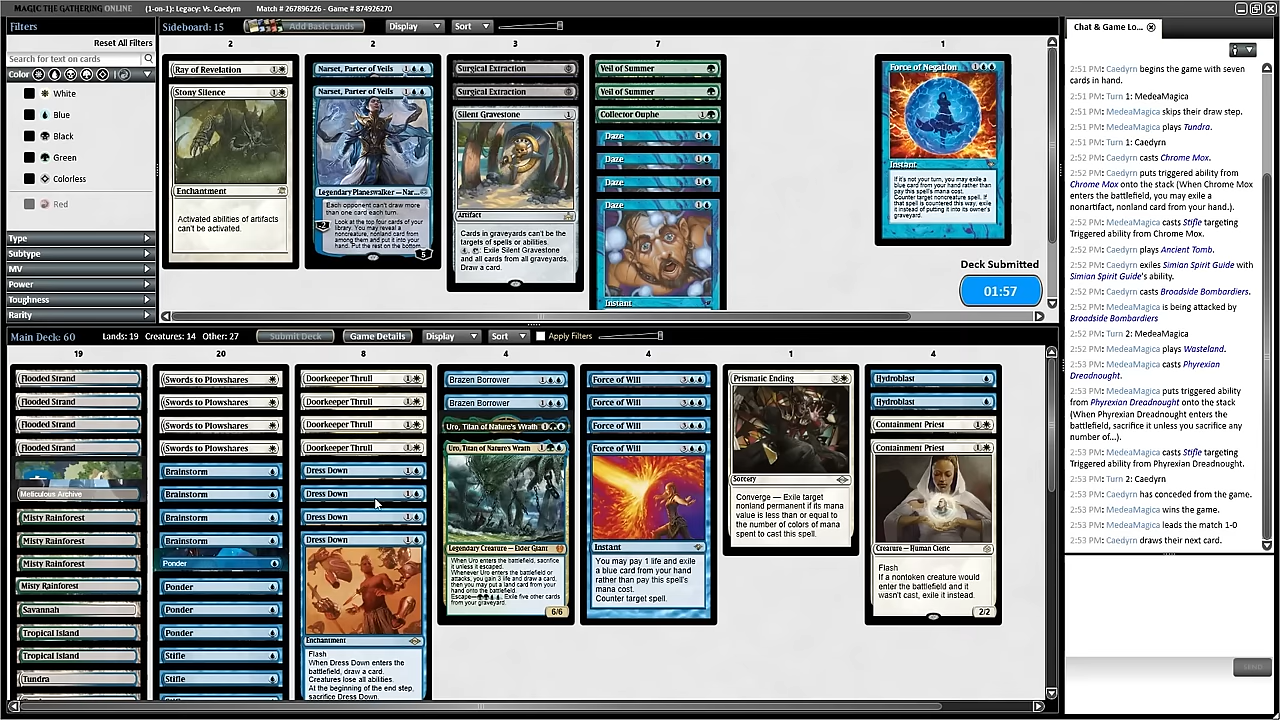 MAGIC THE GATHERING ONLINE (1-on-1): Legacy: Vs. Caedyrn Match # 267896226 - Game # 874926270
Filters
Reset All Filters
Search for text on cards
Color
White
Blue
Black
Green
Colorless
Red
Type
Subtype
MV
Power
Toughness
Rarity
Sideboard: 15 Add Basic Lands Display Sort
2 2 3 7 1
Ray of Revelation
Stony Silence
Enchantment
Activated abilities of artifacts
can't be activated.
Narset, Parter of Veils
Narset, Parter of Veils
Legendary Planeswalker — Nar...
Each opponent can't draw more
than one card each turn.
Look at the top four cards of your
library. You may reveal a
noncreature, nonland card from
among them and put it into your
hand. Put the rest on the bottom
5
Surgical Extraction
Surgical Extraction
Silent Gravestone
Artifact
Cards in graveyards can't be the
targets of spells or abilities.
4, T: Exile Silent Gravestone
and all cards from all graveyards.
Draw a card.
Veil of Summer
Veil of Summer
Collector Ouphe
Daze
Daze
Daze
Daze
Instant
Force of Negation
Instant
If it's not your turn, you may exile a
blue card from your hand rather than
pay this spell's mana cost.
Counter target noncreature spell. If
that spell is countered this way, exile
it instead of putting it into its owner's
graveyard.
Deck Submitted
01:57
Main Deck: 60 Lands: 19 Creatures: 14 Other: 27 Submit Deck Game Details Display Sort Apply Filters
19 20 8 4 4 1 4
Flooded Strand
Flooded Strand
Flooded Strand
Flooded Strand
Meticulous Archive
Misty Rainforest
Misty Rainforest
Misty Rainforest
Misty Rainforest
Savannah
Tropical Island
Tropical Island
Tundra
Swords to Plowshares
Swords to Plowshares
Swords to Plowshares
Swords to Plowshares
Brainstorm
Brainstorm
Brainstorm
Brainstorm
Ponder
Ponder
Ponder
Ponder
Stifle
Stifle
Doorkeeper Thrull
Doorkeeper Thrull
Doorkeeper Thrull
Doorkeeper Thrull
Dress Down
Dress Down
Dress Down
Dress Down
Enchantment
Flash
When Dress Down enters the
battlefield, draw a card.
Creatures lose all abilities.
At the beginning of the end step,
sacrifice Dress Down.
Brazen Borrower
Brazen Borrower
Uro, Titan of Nature's Wrath
Uro, Titan of Nature's Wrath
Legendary Creature — Elder Giant
When Uro enters the battlefield, sacrifice
it unless it escaped.
Whenever Uro enters the battlefield or
attacks, you gain 3 life and draw a card,
then you may put a land card from your
hand onto the battlefield.
Escape—. Exile five other cards
from your graveyard.
6/6
Force of Will
Force of Will
Force of Will
Force of Will
Instant
You may pay 1 life and exile
a blue card from your hand
rather than pay this spell's
mana cost.
Counter target spell.
Prismatic Ending
Sorcery
Converge — Exile target
nonland permanent if its mana
value is less than or equal to
the number of colors of mana
spent to cast this spell.
Hydroblast
Hydroblast
Containment Priest
Containment Priest
Creature — Human Cleric
Flash
If a nontoken creature would
enter the battlefield and it
wasn't cast, exile it instead.
2/2
Chat & Game Lo...
2:51 PM: Caedyrn begins the game with seven
cards in hand.
2:51 PM: Turn 1: MedeaMagica
2:51 PM: MedeaMagica skips their draw step.
2:51 PM: MedeaMagica plays Tundra.
2:51 PM: Turn 1: Caedyrn
2:52 PM: Caedyrn casts Chrome Mox.
2:52 PM: Caedyrn puts triggered ability from
Chrome Mox onto the stack (When Chrome Mox
enters the battlefield, you may exile a
nonartifact, nonland card from your hand.).
2:52 PM: MedeaMagica casts Stifle targeting
Triggered ability from Chrome Mox.
2:52 PM: Caedyrn plays Ancient Tomb.
2:52 PM: Caedyrn exiles Simian Spirit Guide with
Simian Spirit Guide's ability.
2:52 PM: Caedyrn casts Broadside Bombardiers.
2:52 PM: MedeaMagica is being attacked by
Broadside Bombardiers
2:52 PM: Turn 2: MedeaMagica
2:52 PM: MedeaMagica plays Wasteland.
2:53 PM: MedeaMagica casts Phyrexian
Dreadnought.
2:53 PM: MedeaMagica puts triggered ability
from Phyrexian Dreadnought onto the stack
(When Phyrexian Dreadnought enters the
battlefield, sacrifice it unless you sacrifice any
number of...).
2:53 PM: MedeaMagica casts Stifle targeting
Triggered ability from Phyrexian Dreadnought.
2:53 PM: Turn 2: Caedyrn
2:53 PM: Caedyrn has conceded from the game.
2:53 PM: MedeaMagica wins the game.
2:53 PM: MedeaMagica leads the match 1-0
2:53 PM: Caedyrn draws their next card.
SEND